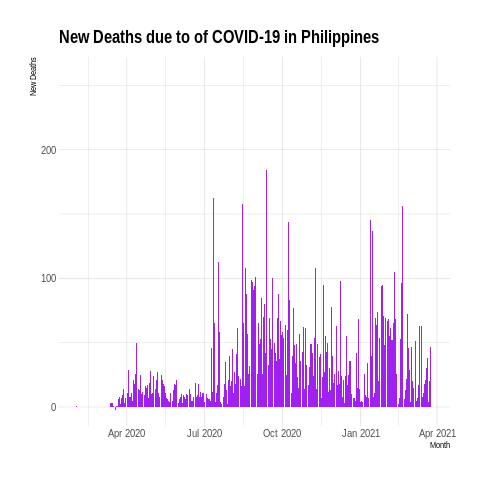 New Deaths due to of COVID-19 in Philippines
New Deaths
200
100
0
Apr 2020 Jul 2020 Oct 2020 Jan 2021 Apr 2021
Month